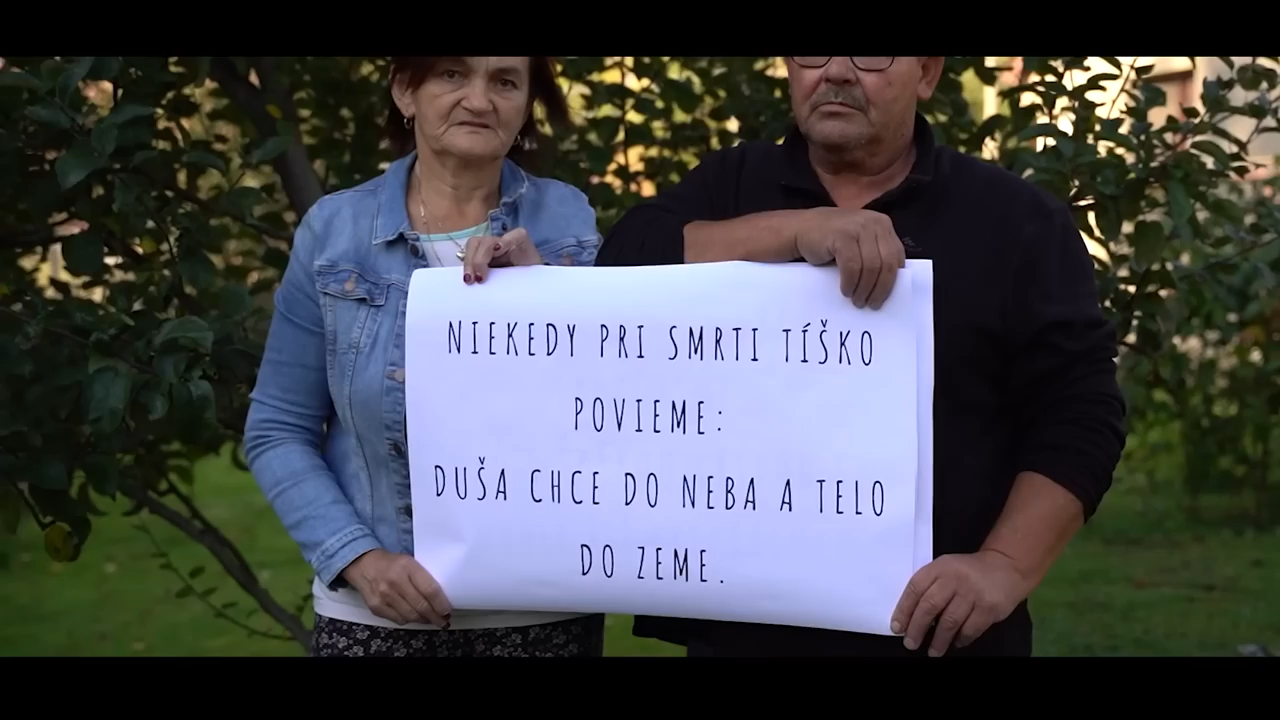 NIEKEDY PRI SMRTI TÍŠKO
POVIEME:
DUŠA CHCE DO NEBA A TELO
DO ZEME.